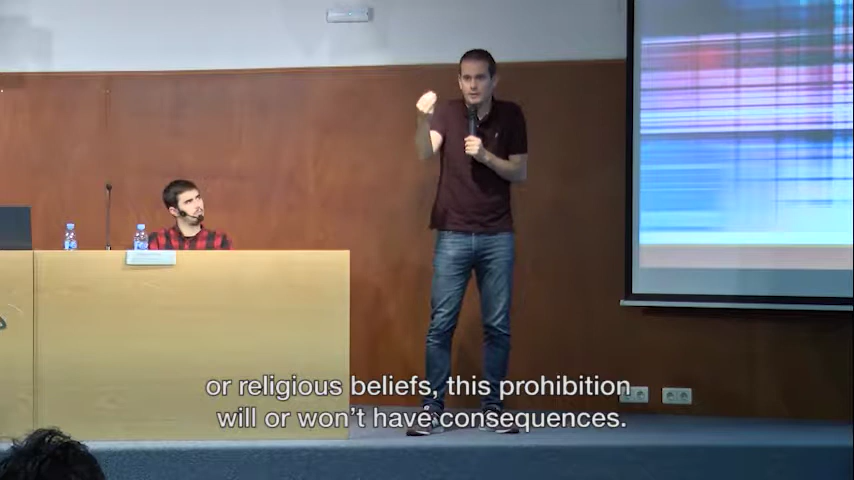 or religious beliefs, this prohibition
will or won't have consequences.